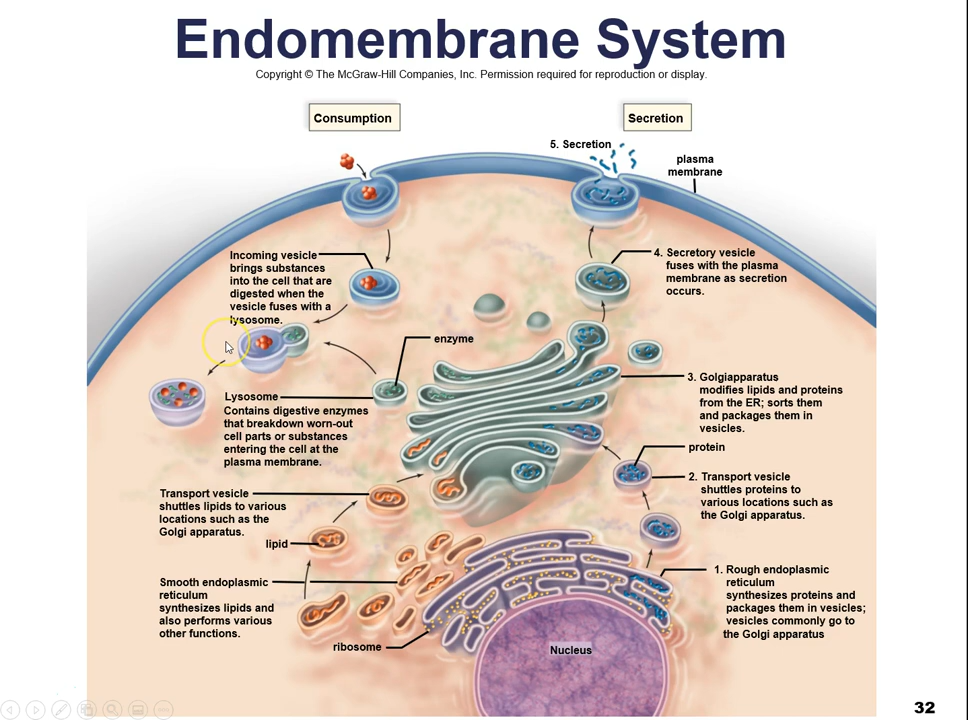 Endomembrane System
Copyright © The McGraw-Hill Companies, Inc. Permission required for reproduction or display.
Consumption
Secretion
5. Secretion
plasma
membrane
Incoming vesicle
brings substances
into the cell that are
digested when the
vesicle fuses with a
lysosome.
4. Secretory vesicle
fuses with the plasma
membrane as secretion
occurs.
enzyme
3. Golgiapparatus
modifies lipids and proteins
from the ER; sorts them
and packages them in
vesicles.
Lysosome
Contains digestive enzymes
that breakdown worn-out
cell parts or substances
entering the cell at the
plasma membrane.
protein
2. Transport vesicle
shuttles proteins to
various locations such as
the Golgi apparatus.
Transport vesicle
shuttles lipids to various
locations such as the
Golgi apparatus.
lipid
1. Rough endoplasmic
reticulum
synthesizes proteins and
packages them in vesicles;
vesicles commonly go to
the Golgi apparatus
Smooth endoplasmic
reticulum
synthesizes lipids and
also performs various
other functions.
ribosome
Nucleus
32